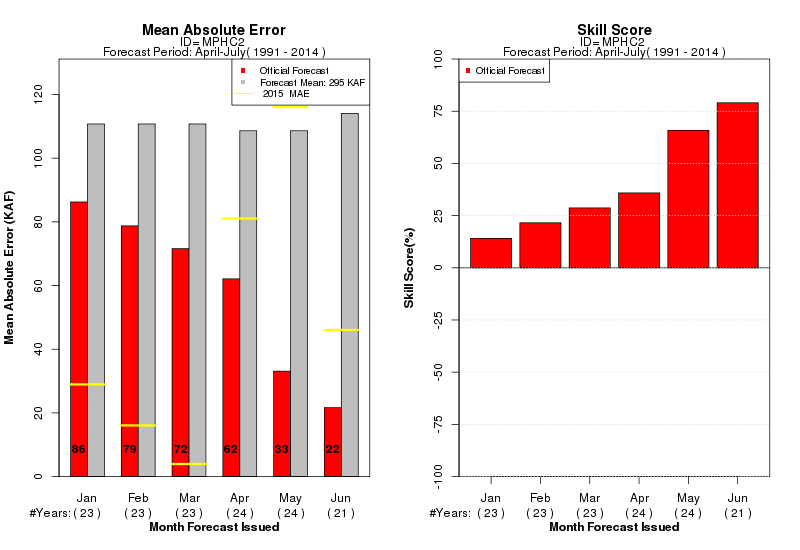 Mean Absolute Error
ID= MPHC2
Forecast Period: April-July( 1991 - 2014 )
Official Forecast
Forecast Mean: 295 KAF
2015 MAE
Mean Absolute Error (KAF)
120
100
80
60
40
20
0
86 79 72 62 33 22
Jan Feb Mar Apr May Jun
#Years: ( 23 ) ( 23 ) ( 23 ) ( 24 ) ( 24 ) ( 21 )
Month Forecast Issued
Skill Score
ID= MPHC2
Forecast Period: April-July( 1991 - 2014 )
Official Forecast
Skill Score(%)
100
75
50
25
0
-25
-50
-75
-100
Jan Feb Mar Apr May Jun
#Years: ( 23 ) ( 23 ) ( 23 ) ( 24 ) ( 24 ) ( 21 )
Month Forecast Issued